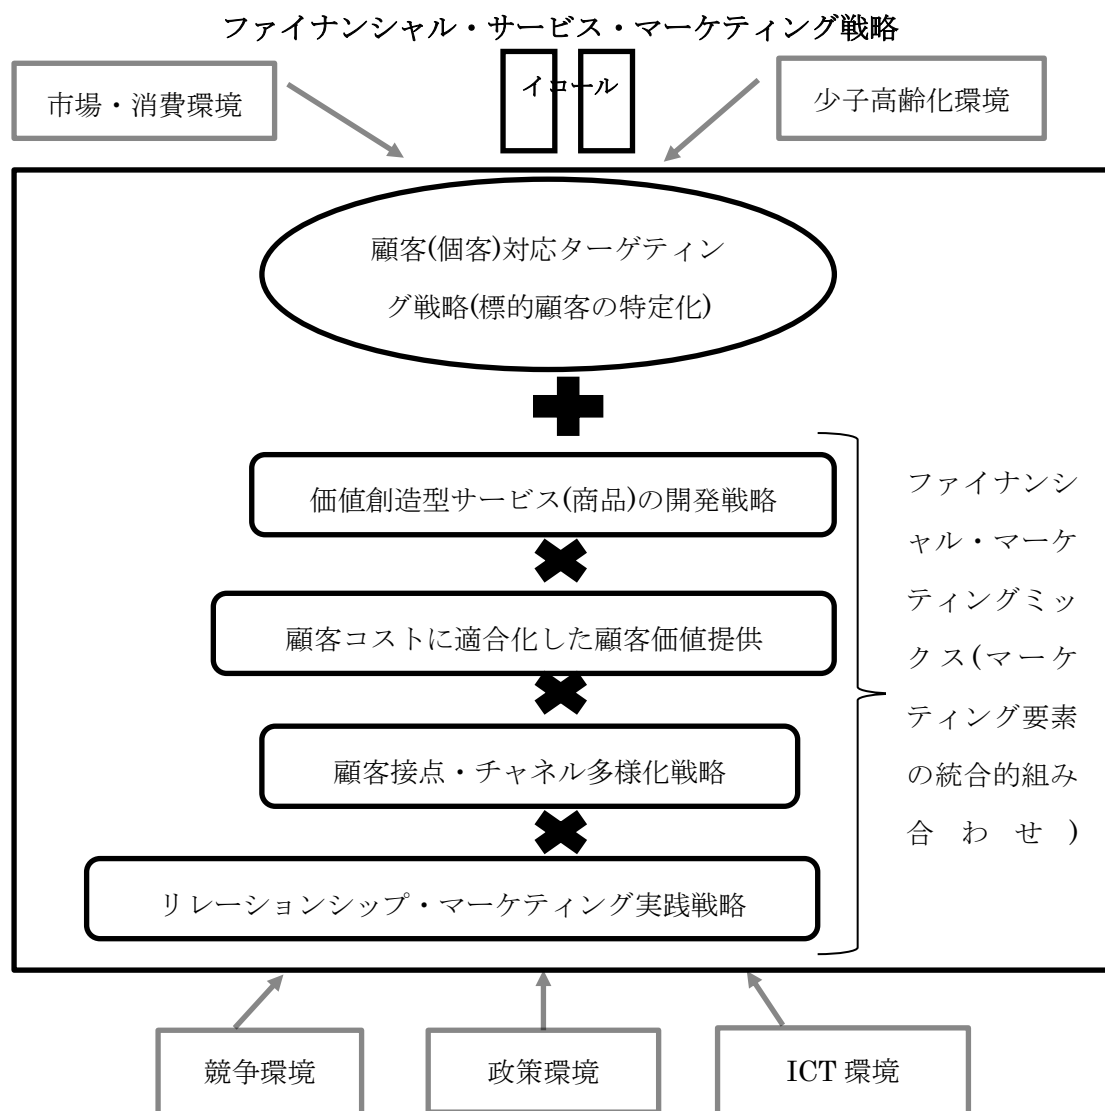 ファイナンシャル・サービス・マーケティング戦略
イコール
市場・消費環境
少子高齢化環境
顧客(個客)対応ターゲティン
グ戦略(標的顧客の特定化)
価値創造型サービス(商品)の開発戦略
顧客コストに適合化した顧客価値提供
顧客接点・チャネル多様化戦略
リレーションシップ・マーケティング実践戦略
ファイナンシ
ャル・マーケ
ティングミッ
クス(マーケ
ティング要素
の統合的組み
合わせ)
競争環境
政策環境
ICT 環境